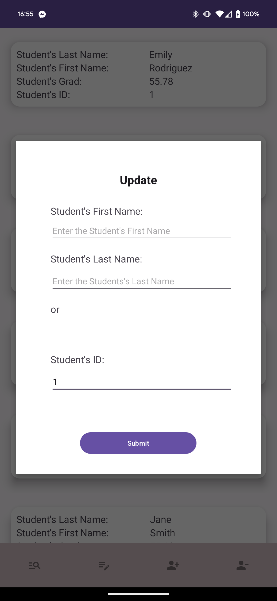 16:55 100%
Student's Last Name: Emily
Student's First Name: Rodriguez
Student's Grad: 55.78
Student's ID: 1
Update
Student's First Name:
Enter the Student's First Name
Student's Last Name:
Enter the Students's Last Name
or
Student's ID:
1
Submit
Student's Last Name: Jane
Student's First Name: Smith